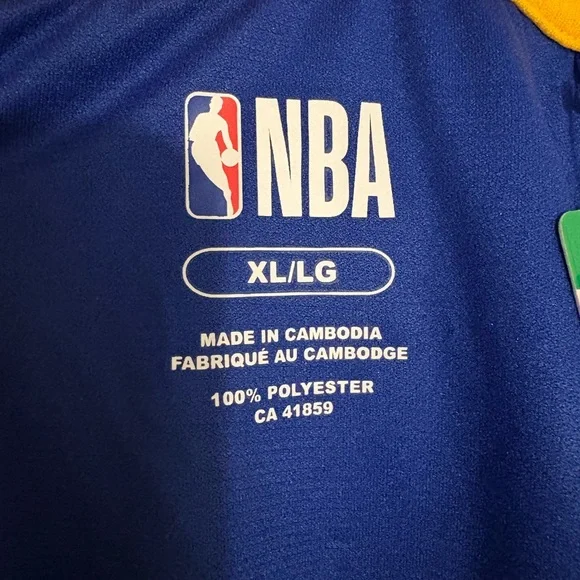 NBA
XL/LG
MADE IN CAMBODIA
FABRIQUÉ AU CAMBODGE
100% POLYESTER
CA 41859